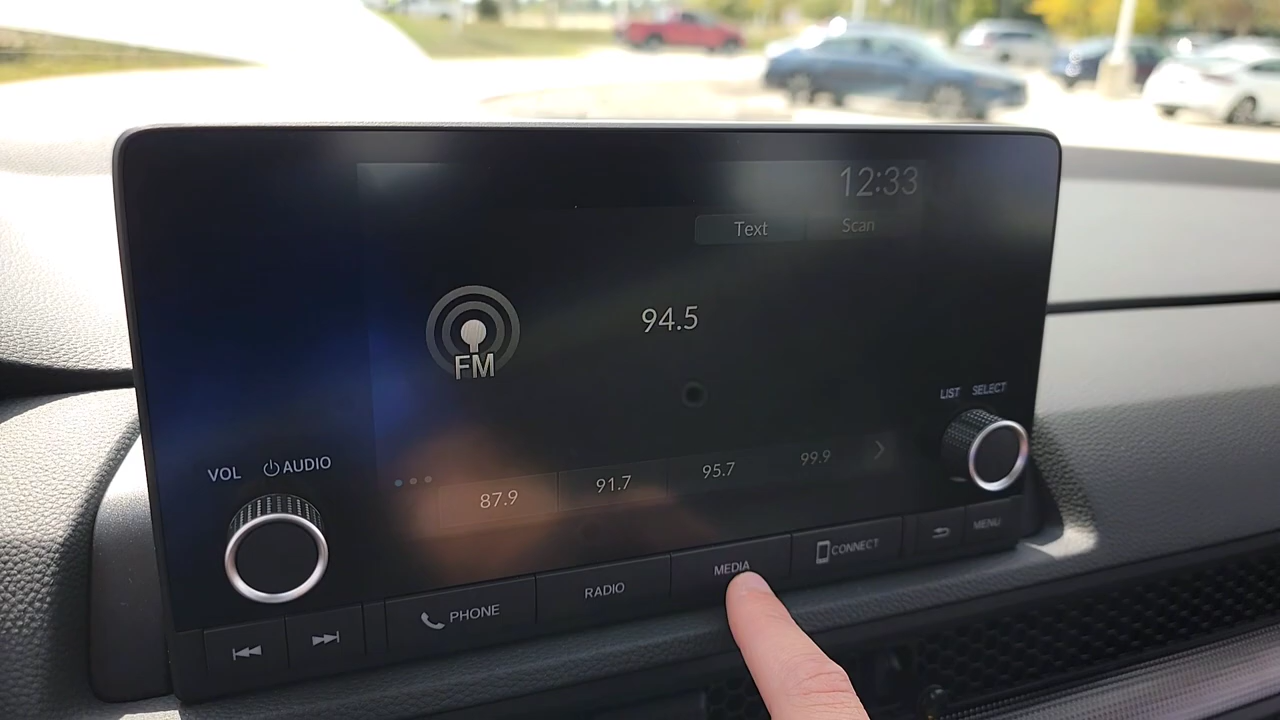 12:33
Text Scan
94.5
FM
LIST SELECT
VOL AUDIO
87.9 91.7 95.7 99.9
PHONE RADIO MEDIA CONNECT MENU